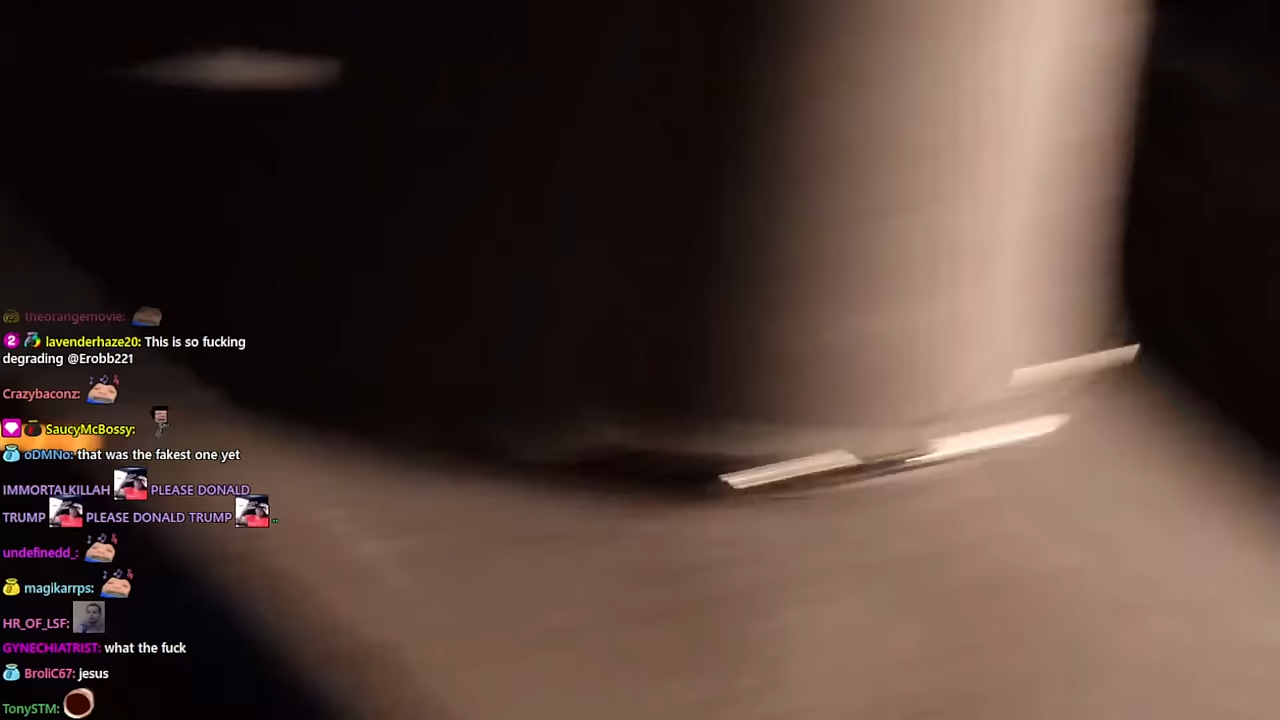 theorangemovie:
2 lavenderhaze20: This is so fucking
degrading @Erobb221
Crazybaconz:
SaucyMcBossy:
oDMNo: that was the fakest one yet
IMMORTALKILLAH PLEASE DONALD
TRUMP PLEASE DONALD TRUMP ..
undefinedd_:
magikarrps:
HR_OF_LSF:
GYNECHIATRIST: what the fuck
BroliC67: jesus
TonySTM: